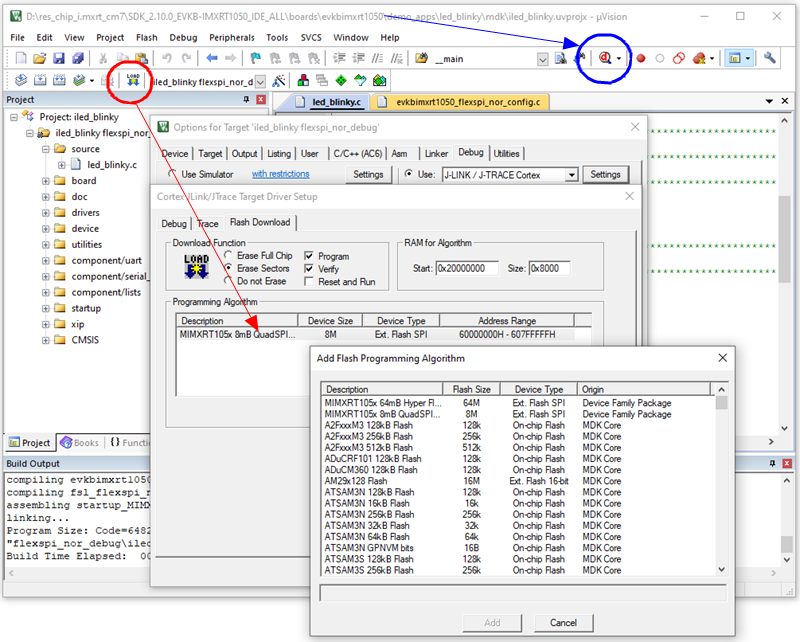 D:\res_chip_i.mxrt_cm7\SDK_2.10.0_EVKB-IMXRT1050_IDE_ALL\boards\evkbimxrt1050\demo_apps\led_blinky\mdk\iled_blinky.uvprojx - µVision
File Edit View Project Flash Debug Peripherals Tools SVCS Window Help
__main
LOAD iled_blinky flexspi_nor_d
Project
led_blinky.c evkbimxrt1050_flexspi_nor_config.c
Project: iled_blinky
iled_blinky flexspi_nor_
source
led_blinky.c
board
doc
drivers
device
utilities
component/uart
component/serial_
component/lists
startup
xip
CMSIS
Project Books {} Functi
Options for Target 'iled_blinky flexspi_nor_debug'
Device Target Output Listing User C/C++ (AC6) Asm Linker Debug Utilities
Use Simulator with restrictions Settings Use: J-LINK / J-TRACE Cortex Settings
Cortex JLink/JTrace Target Driver Setup
Debug Trace Flash Download
Download Function
LOAD
Erase Full Chip
Erase Sectors
Do not Erase
Program
Verify
Reset and Run
RAM for Algorithm
Start: 0x20000000 Size: 0x8000
Programming Algorithm
Description Device Size Device Type Address Range
MIMXRT105x 8mB QuadSPI... 8M Ext. Flash SPI 60000000H - 607FFFFFH
Add Flash Programming Algorithm
Description Flash Size Device Type Origin
MIMXRT105x 64mB Hyper Fl... 64M Ext. Flash SPI Device Family Package
MIMXRT105x 8mB QuadSPI... 8M Ext. Flash SPI Device Family Package
A2FxxxM3 128kB Flash 128k On-chip Flash MDK Core
A2FxxxM3 256kB Flash 256k On-chip Flash MDK Core
A2FxxxM3 512kB Flash 512k On-chip Flash MDK Core
ADuCRF101 128kB Flash 128k On-chip Flash MDK Core
ADuCM360 128kB Flash 128k On-chip Flash MDK Core
AM29x128 Flash 16M Ext. Flash 16-bit MDK Core
ATSAM3N 128kB Flash 128k On-chip Flash MDK Core
ATSAM3N 16kB Flash 16k On-chip Flash MDK Core
ATSAM3N 256kB Flash 256k On-chip Flash MDK Core
ATSAM3N 32kB Flash 32k On-chip Flash MDK Core
ATSAM3N 64kB Flash 64k On-chip Flash MDK Core
ATSAM3N GPNVM bits 16B On-chip Flash MDK Core
ATSAM3S 128kB Flash 128k On-chip Flash MDK Core
ATSAM3S 256kB Flash 256k On-chip Flash MDK Core
Add Cancel
Build Output
compiling evkbimxrt1050
compiling fsl_flexspi_n
assembling startup_MIMX
linking...
Program Size: Code=6482
"flexspi_nor_debug\iled
Build Time Elapsed: 00